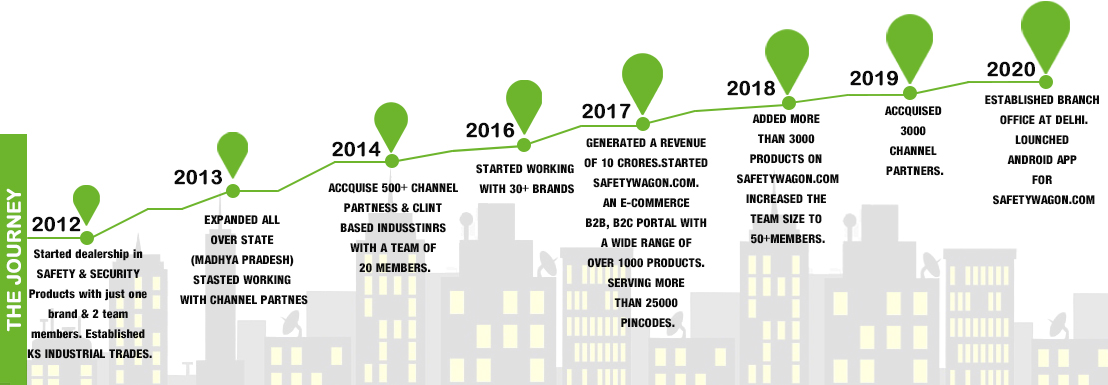 THE JOURNEY
2012
Started dealership in
SAFETY & SECURITY
Products with just one
brand & 2 team
members. Established
KS INDUSTRIAL TRADES.
2013
EXPANDED ALL
OVER STATE
(MADHYA PRADESH)
STASTED WORKING
WITH CHANNEL PARTNES
2014
ACCQUISE 500+ CHANNEL
PARTNESS & CLINT
BASED INDUSSTINRS
WITH A TEAM OF
20 MEMBERS.
2016
STARTED WORKING
WITH 30+ BRANDS
2017
GENERATED A REVENUE
OF 10 CRORES.STARTED
SAFETYWAGON.COM.
AN E-COMMERCE
B2B, B2C PORTAL WITH
A WIDE RANGE OF
OVER 1000 PRODUCTS.
SERVING MORE
THAN 25000
PINCODES.
2018
ADDED MORE
THAN 3000
PRODUCTS ON
SAFETYWAGON.COM
INCREASED THE
TEAM SIZE TO
50+MEMBERS.
2019
ACCQUISED
3000
CHANNEL
PARTNERS.
2020
ESTABLISHED BRANCH
OFFICE AT DELHI.
LOUNCHED
ANDROID APP
FOR
SAFETYWAGON.COM